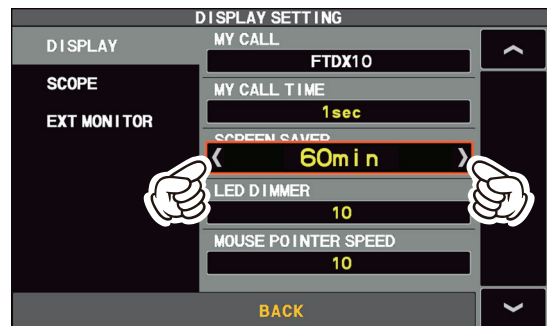 DISPLAY SETTING
DISPLAY
SCOPE
EXT MONITOR
MY CALL
FTDX10
MY CALL TIME
1sec
SCREEN SAVER
60min
LED DIMMER
10
MOUSE POINTER SPEED
10
BACK